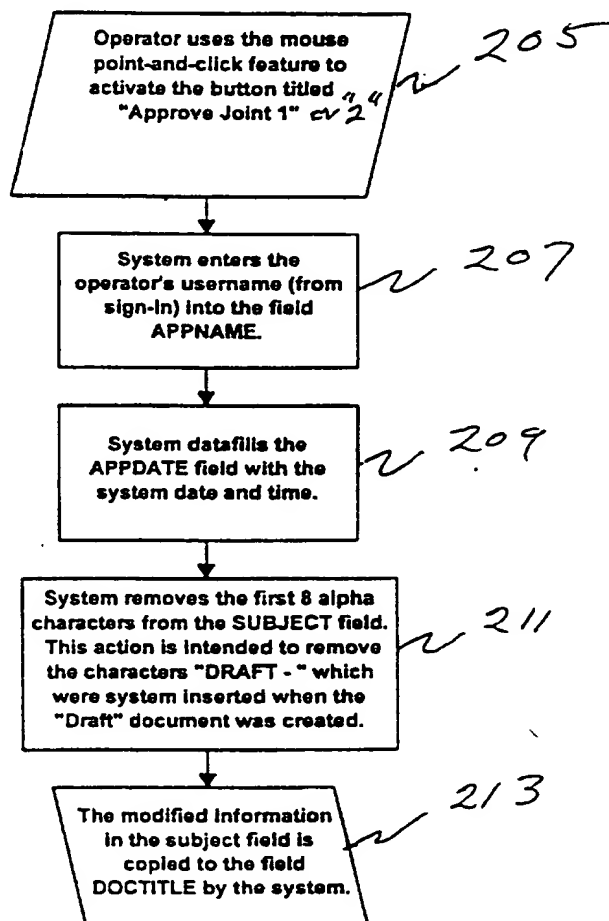 Operator uses the mouse
point-and-click feature to
activate the button titled
"Approve Joint 1" or "2"
205
System enters the
operator's username (from
sign-in) into the field
APPNAME.
207
System datafills the
APPDATE field with the
system date and time.
209
System removes the first 8 alpha
characters from the SUBJECT field.
This action is intended to remove
the characters "DRAFT - " which
were system inserted when the
"Draft" document was created.
211
The modified information
in the subject field is
copied to the field
DOCTITLE by the system.
213